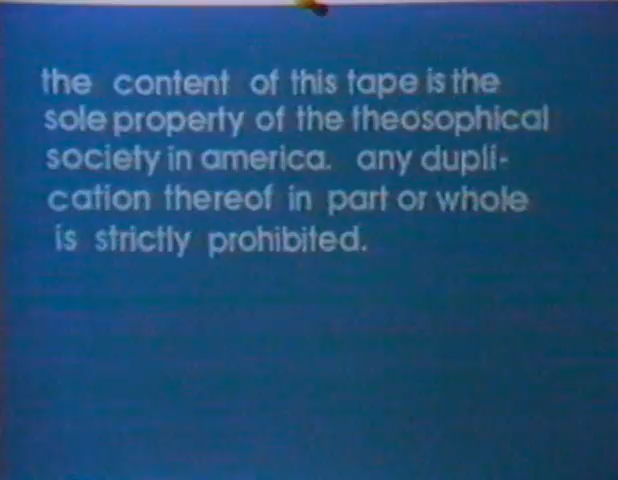 the content of this tape is the
sole property of the theosophical
society in america. any dupli-
cation thereof in part or whole
is strictly prohibited.